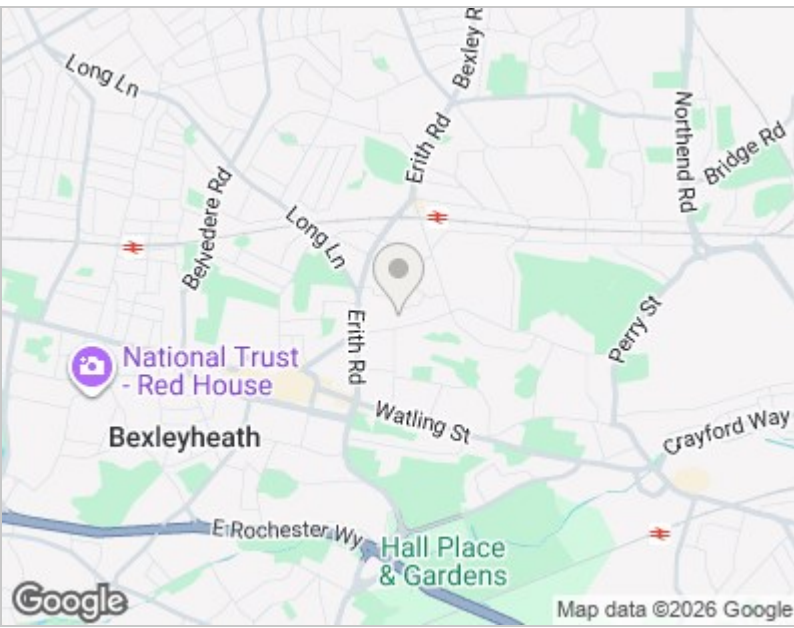 Long Ln
Bexley R
Erith Rd
Northend Rd
Bridge Rd
Belvedere Rd
Long Ln
Erith Rd
Perry St
National Trust
- Red House
Watling St
Bexleyheath
Crayford Way
E Rochester Wy
Hall Place
& Gardens
Google
Map data ©2026 Google